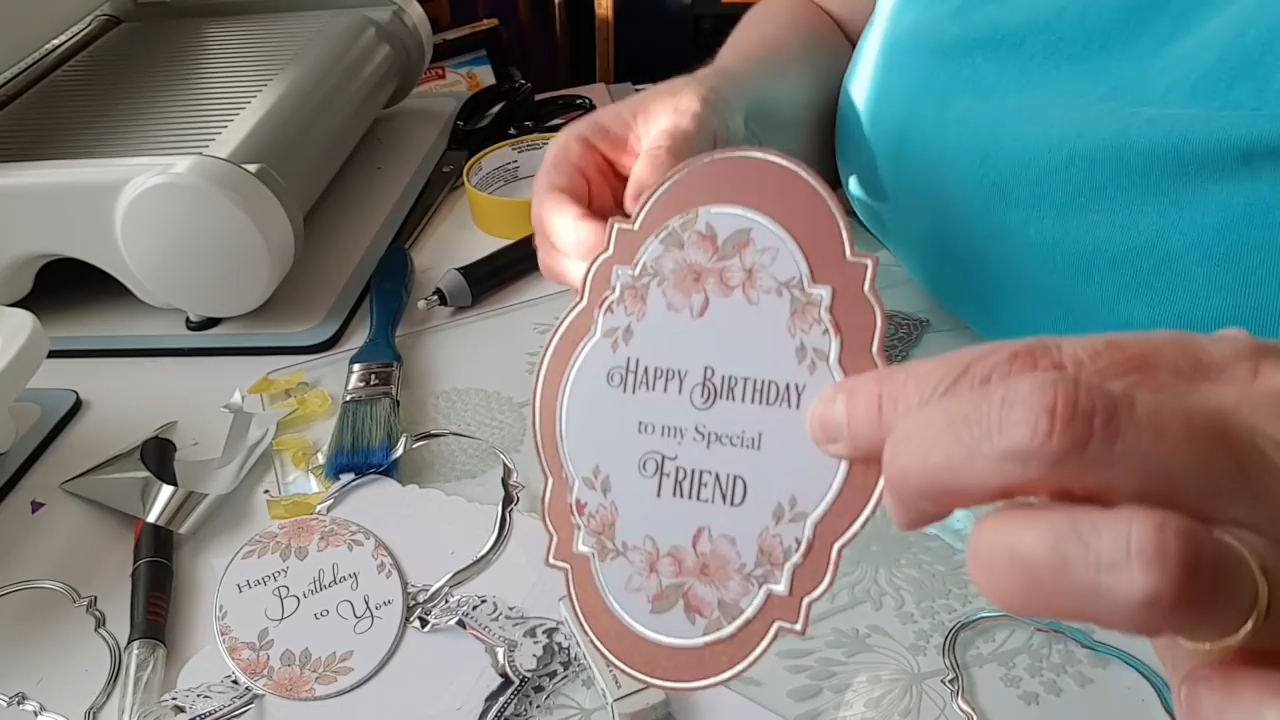 Happy Birthday
to my Special
Friend
Happy
Birthday
to You